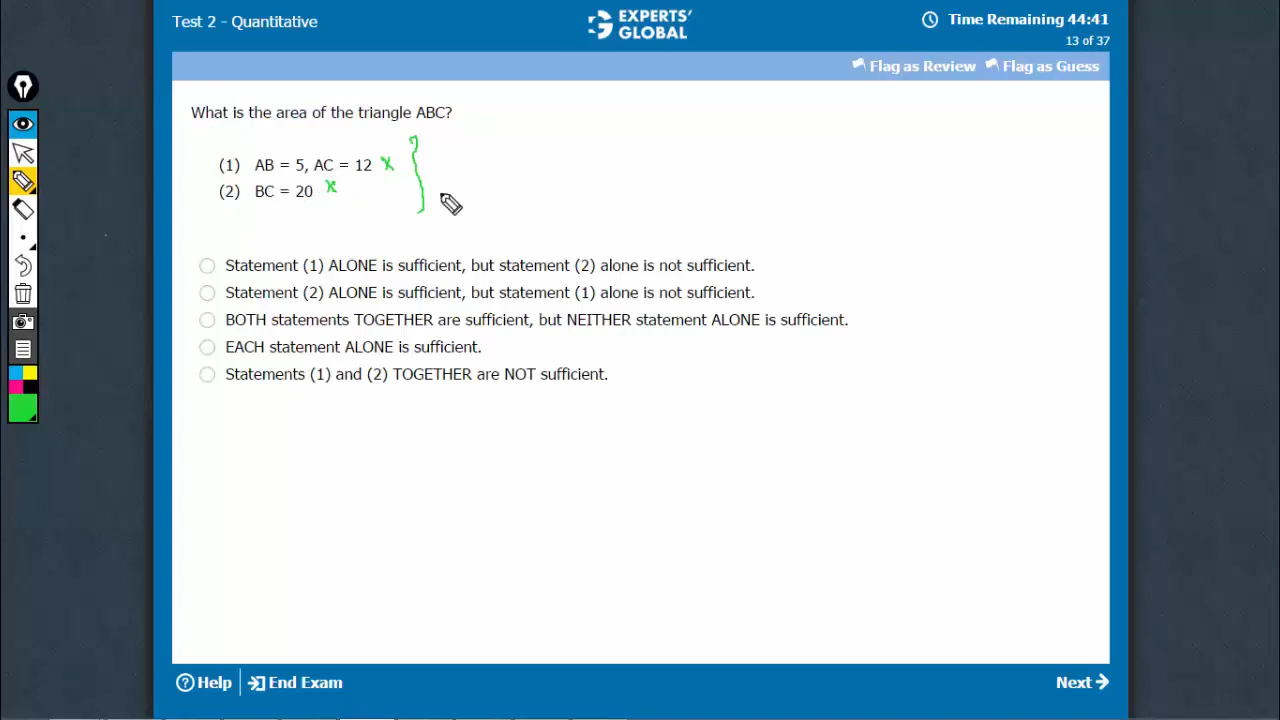 Test 2 - Quantitative
EXPERTS'
GLOBAL
Time Remaining 44:41
13 of 37
Flag as Review
Flag as Guess
What is the area of the triangle ABC?
(1) AB = 5, AC = 12 x
(2) BC = 20 x
Statement (1) ALONE is sufficient, but statement (2) alone is not sufficient.
Statement (2) ALONE is sufficient, but statement (1) alone is not sufficient.
BOTH statements TOGETHER are sufficient, but NEITHER statement ALONE is sufficient.
EACH statement ALONE is sufficient.
Statements (1) and (2) TOGETHER are NOT sufficient.
Help
End Exam
Next